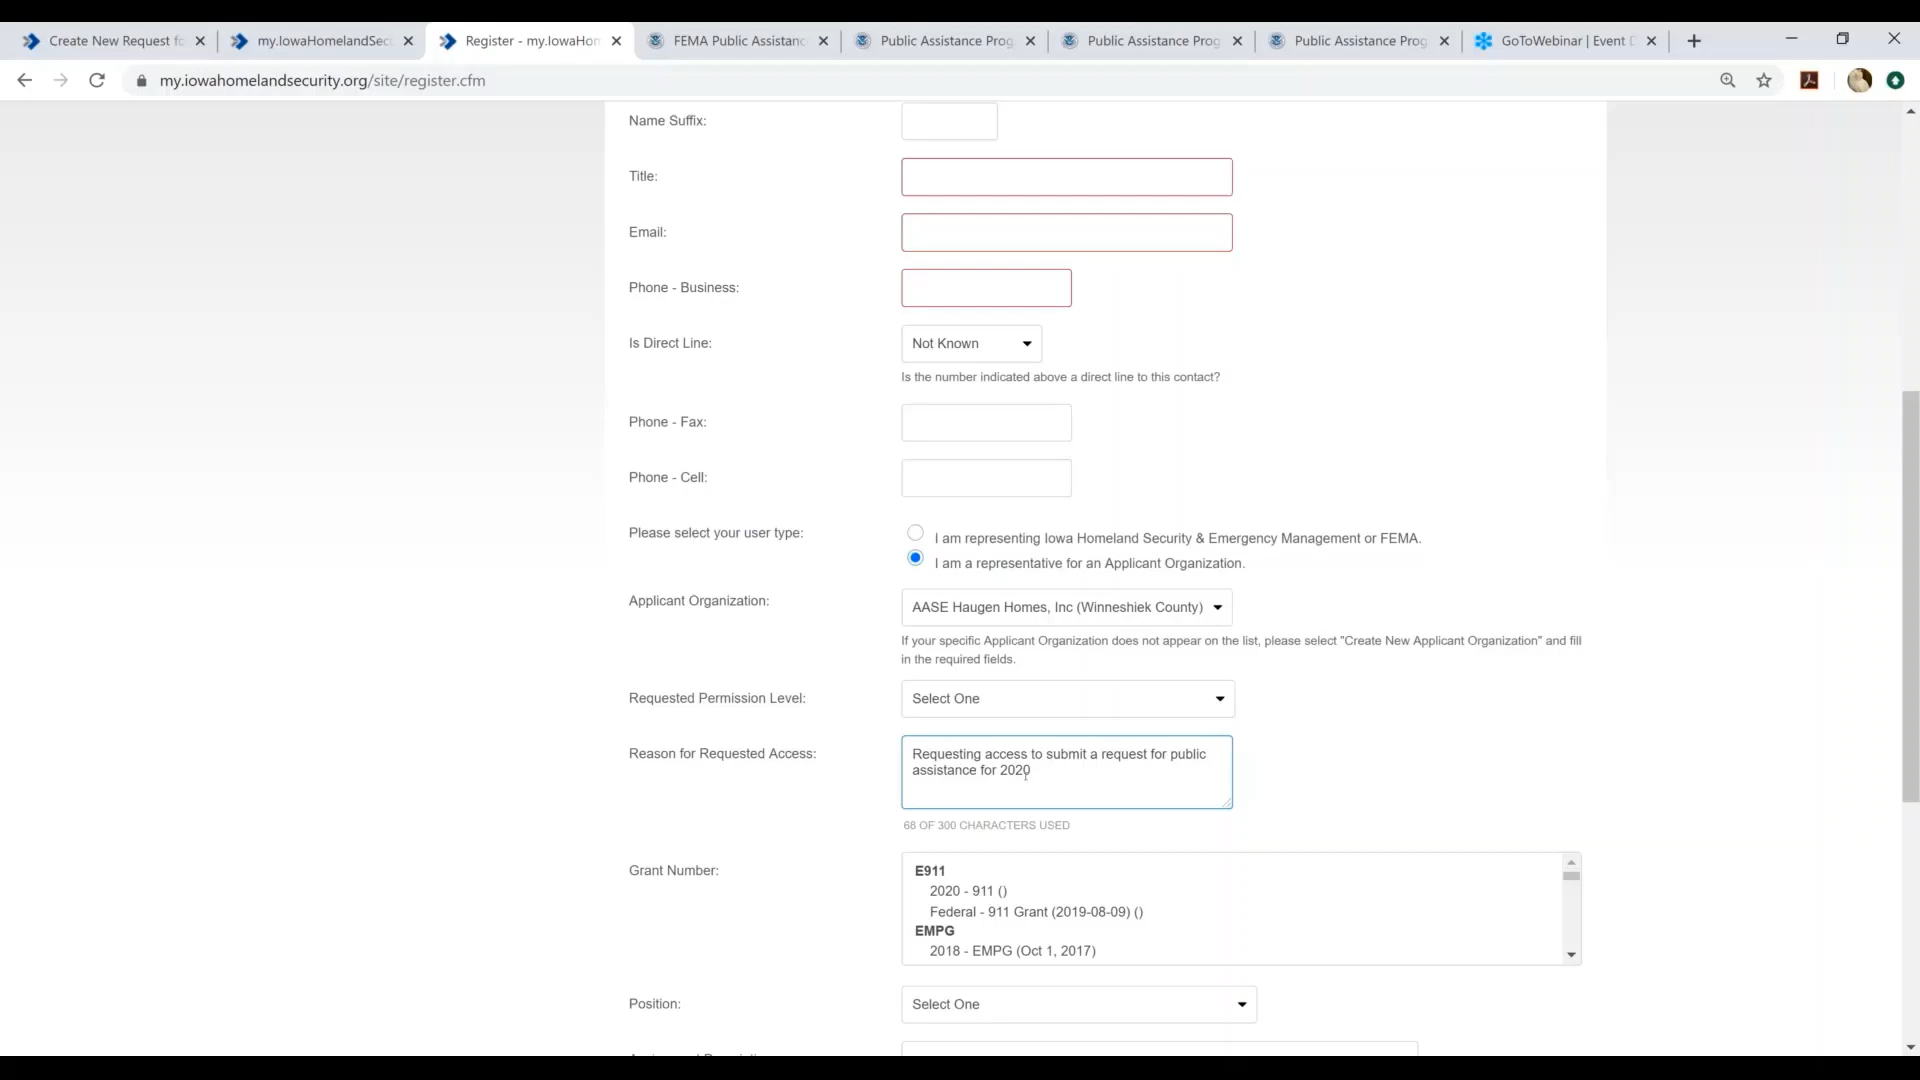 Create New Request fo
my.IowaHomelandSec
Register - my.IowaHom
FEMA Public Assistanc
Public Assistance Prog
Public Assistance Prog
Public Assistance Prog
GoToWebinar | Event D
my.iowahomelandsecurity.org/site/register.cfm
Name Suffix:
Title:
Email:
Phone - Business:
Is Direct Line:
Not Known
Is the number indicated above a direct line to this contact?
Phone - Fax:
Phone - Cell:
Please select your user type:
I am representing Iowa Homeland Security & Emergency Management or FEMA.
I am a representative for an Applicant Organization.
Applicant Organization:
AASE Haugen Homes, Inc (Winneshiek County)
If your specific Applicant Organization does not appear on the list, please select "Create New Applicant Organization" and fill
in the required fields.
Requested Permission Level:
Select One
Reason for Requested Access:
Requesting access to submit a request for public
assistance for 2020
68 OF 300 CHARACTERS USED
Grant Number:
E911
2020 - 911 ()
Federal - 911 Grant (2019-08-09) ()
EMPG
2018 - EMPG (Oct 1, 2017)
Position:
Select One